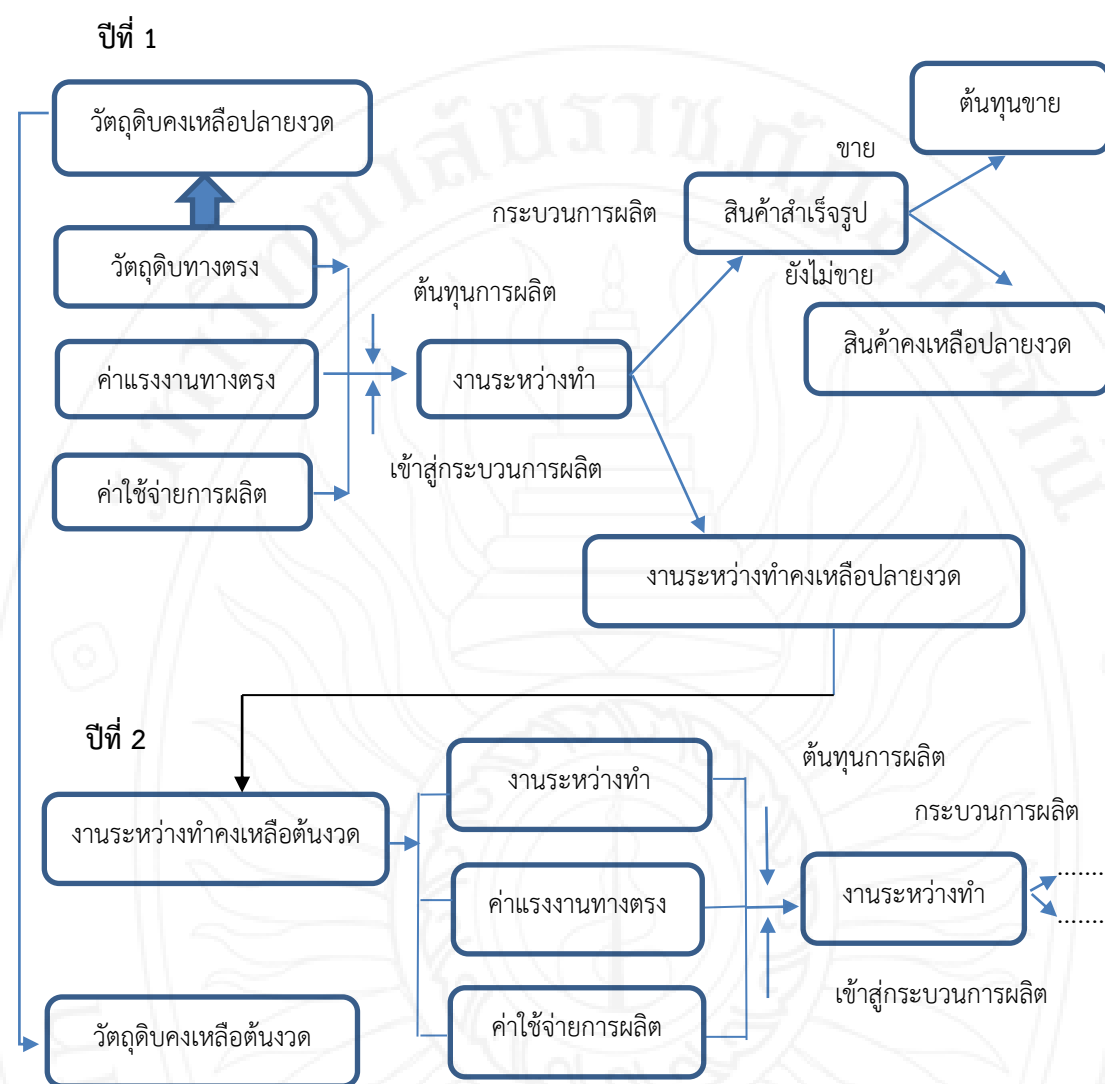 ปีที่ 1
วัตถุดิบคงเหลือปลายงวด
ต้นทุนขาย
ขาย
กระบวนการผลิต
สินค้าสำเร็จรูป
วัตถุดิบทางตรง
ยังไม่ขาย
ต้นทุนการผลิต
สินค้าคงเหลือปลายงวด
ค่าแรงงานทางตรง
งานระหว่างทำ
เข้าสู่กระบวนการผลิต
ค่าใช้จ่ายการผลิต
งานระหว่างทำคงเหลือปลายงวด
ปีที่ 2
งานระหว่างทำ
ต้นทุนการผลิต
กระบวนการผลิต
งานระหว่างทำคงเหลือต้นงวด
ค่าแรงงานทางตรง
งานระหว่างทำ
.......
.......
เข้าสู่กระบวนการผลิต
ค่าใช้จ่ายการผลิต
วัตถุดิบคงเหลือต้นงวด